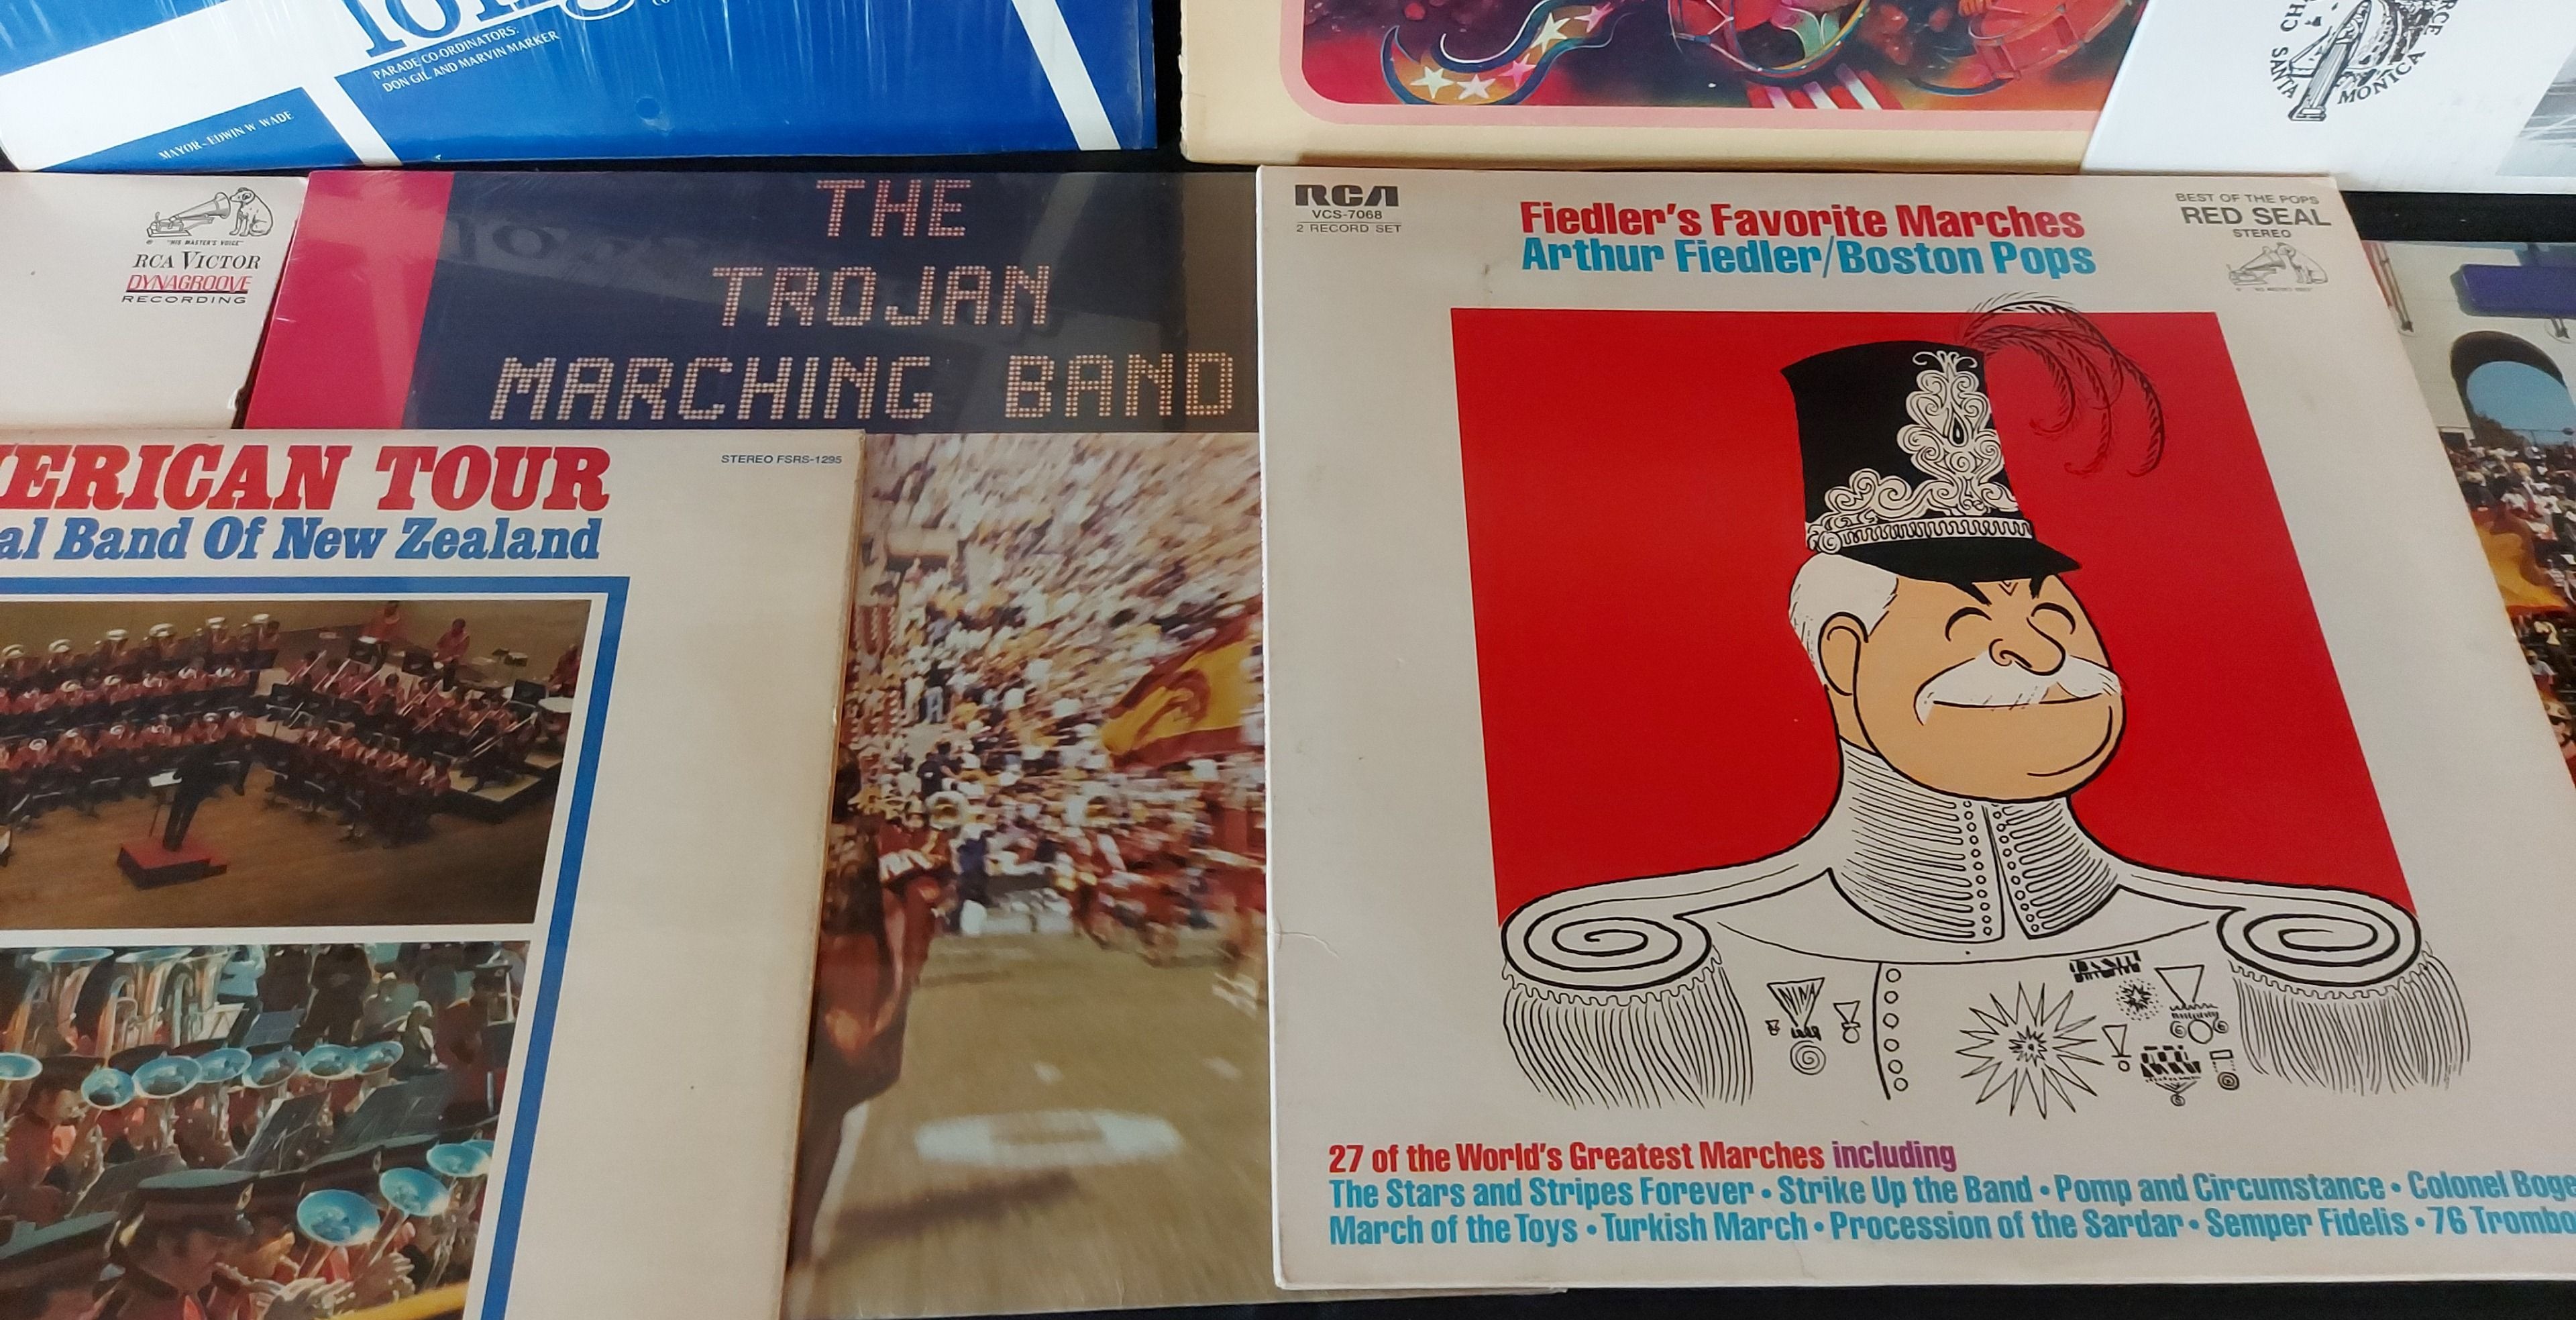 PARADE CO-ORDINATORS:
DON GIL AND MARVIN MARKER
MAYOR - EDWIN W. WADE
SANTA MONICA
"HIS MASTER'S VOICE"
RCA VICTOR
DYNAGROOVE
RECORDING
THE
TROJAN
MARCHING BAND
ERICAN TOUR
al Band Of New Zealand
STEREO FSRS-1295
RCA
VCS-7068
2 RECORD SET
Fiedler's Favorite Marches
Arthur Fiedler/Boston Pops
BEST OF THE POPS
RED SEAL
STEREO
NINA
27 of the World's Greatest Marches including
The Stars and Stripes Forever • Strike Up the Band • Pomp and Circumstance • Colonel Boge
March of the Toys • Turkish March • Procession of the Sardar • Semper Fidelis • 76 Trombo